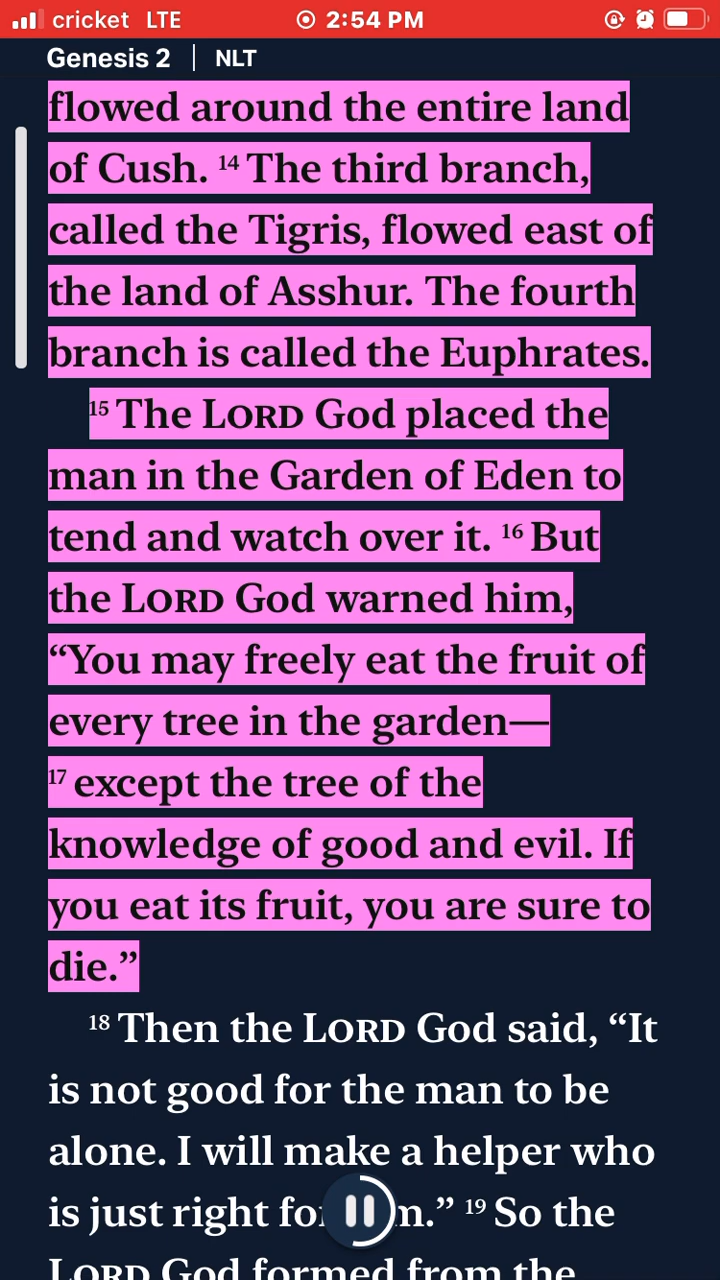 cricket LTE 2:54 PM
Genesis 2 | NLT
flowed around the entire land
of Cush. 14 The third branch,
called the Tigris, flowed east of
the land of Asshur. The fourth
branch is called the Euphrates.
15 The LORD God placed the
man in the Garden of Eden to
tend and watch over it. 16 But
the LORD God warned him,
“You may freely eat the fruit of
every tree in the garden—
17 except the tree of the
knowledge of good and evil. If
you eat its fruit, you are sure to
die.”
18 Then the LORD God said, “It
is not good for the man to be
alone. I will make a helper who
is just right 19 So the
LORD God formed from the